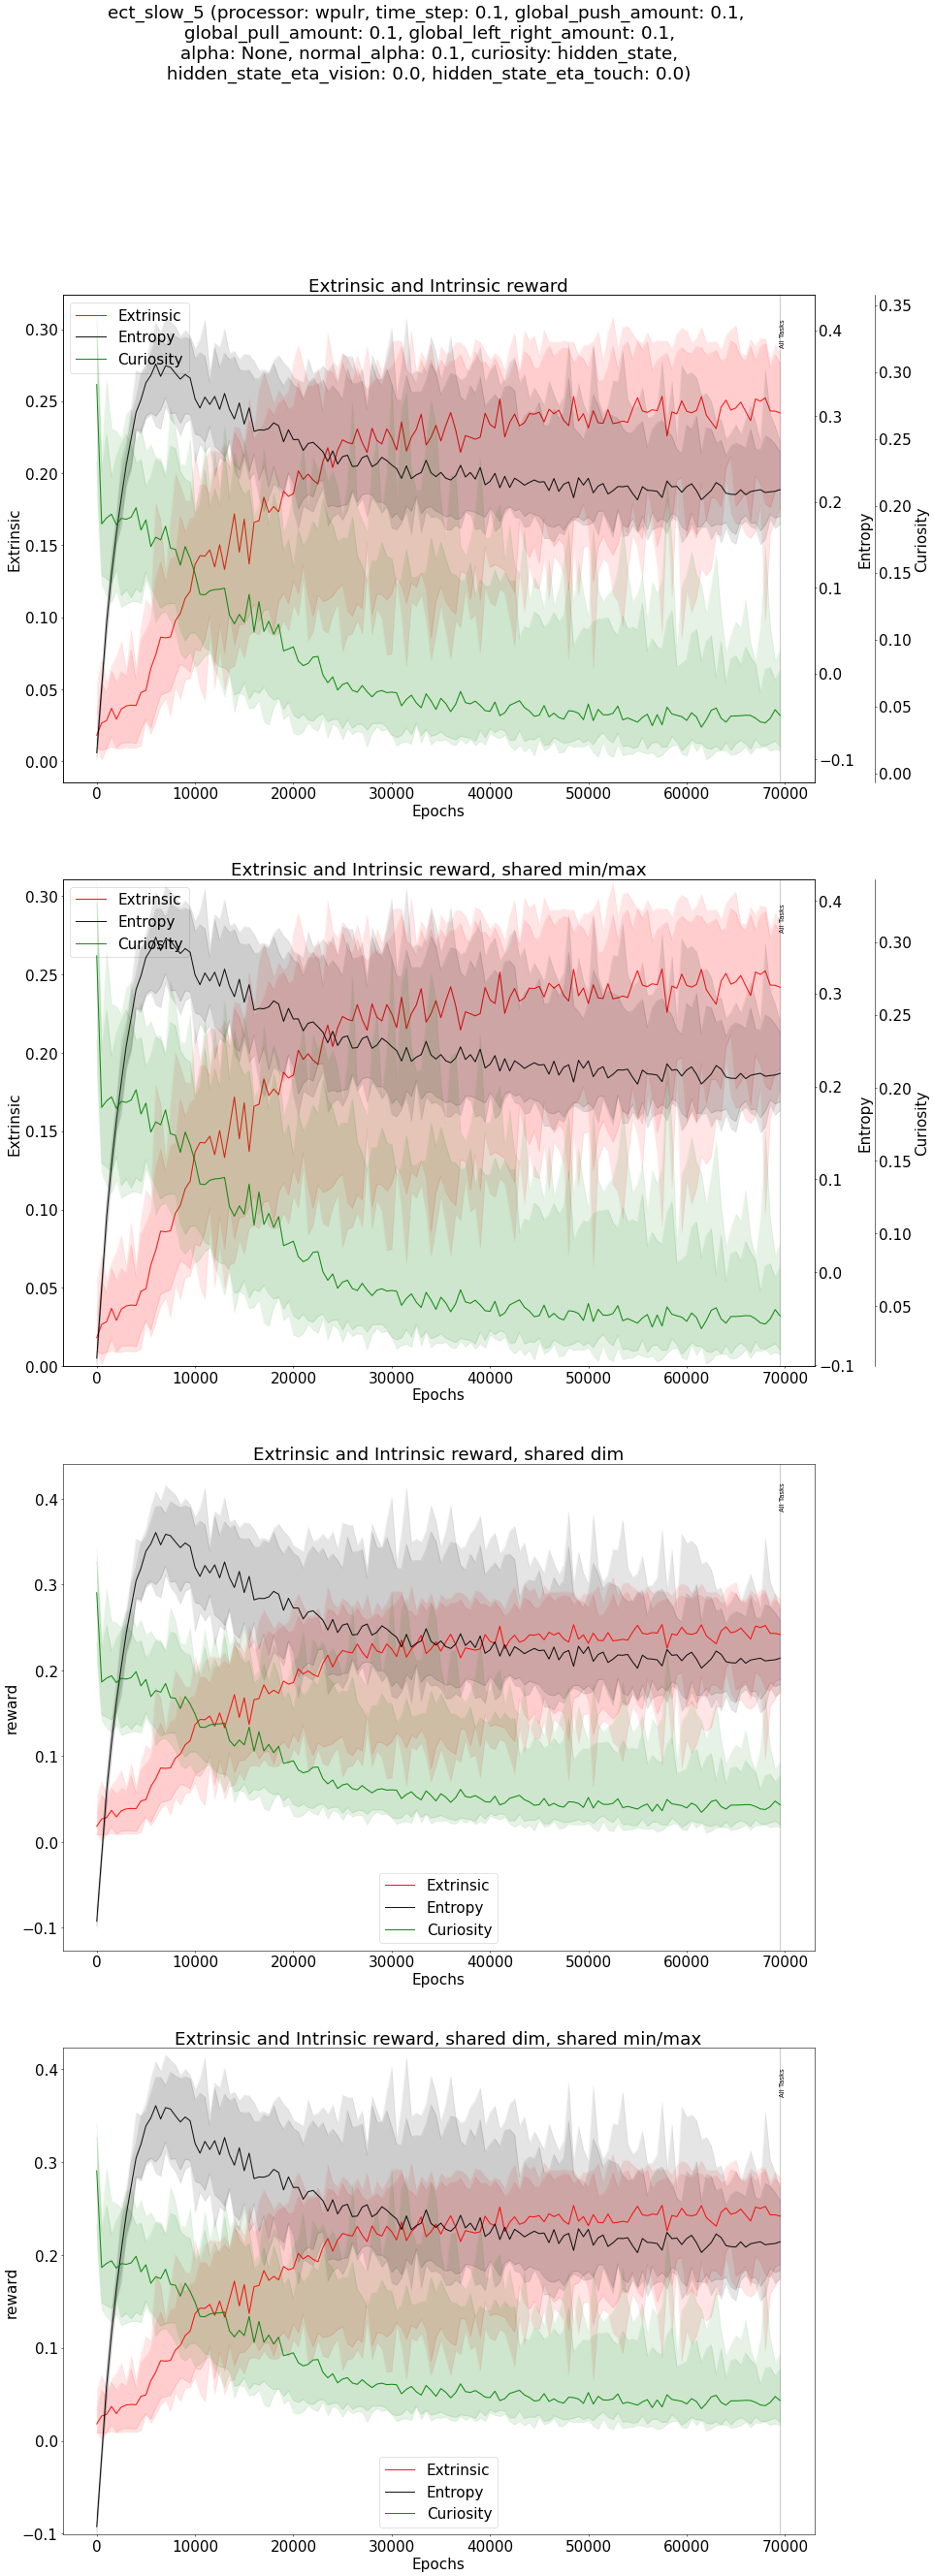 ect_slow_5 (processor: wpulr, time_step: 0.1, global_push_amount: 0.1,
global_pull_amount: 0.1, global_left_right_amount: 0.1,
alpha: None, normal_alpha: 0.1, curiosity: hidden_state,
hidden_state_eta_vision: 0.0, hidden_state_eta_touch: 0.0)
Extrinsic and Intrinsic reward
Extrinsic
Entropy
Curiosity
All Tasks
0.30
0.25
0.20
0.15
0.10
0.05
0.00
Extrinsic
0.4
0.3
0.2
0.1
0.0
−0.1
Entropy
0.35
0.30
0.25
0.20
0.15
0.10
0.05
0.00
Curiosity
0 10000 20000 30000 40000 50000 60000 70000
Epochs
Extrinsic and Intrinsic reward, shared min/max
Extrinsic
Entropy
Curiosity
All Tasks
0.30
0.25
0.20
0.15
0.10
0.05
0.00
Extrinsic
0.4
0.3
0.2
0.1
0.0
−0.1
Entropy
0.30
0.25
0.20
0.15
0.10
0.05
Curiosity
0 10000 20000 30000 40000 50000 60000 70000
Epochs
Extrinsic and Intrinsic reward, shared dim
All Tasks
0.4
0.3
0.2
0.1
0.0
−0.1
reward
Extrinsic
Entropy
Curiosity
0 10000 20000 30000 40000 50000 60000 70000
Epochs
Extrinsic and Intrinsic reward, shared dim, shared min/max
All Tasks
0.4
0.3
0.2
0.1
0.0
−0.1
reward
Extrinsic
Entropy
Curiosity
0 10000 20000 30000 40000 50000 60000 70000
Epochs